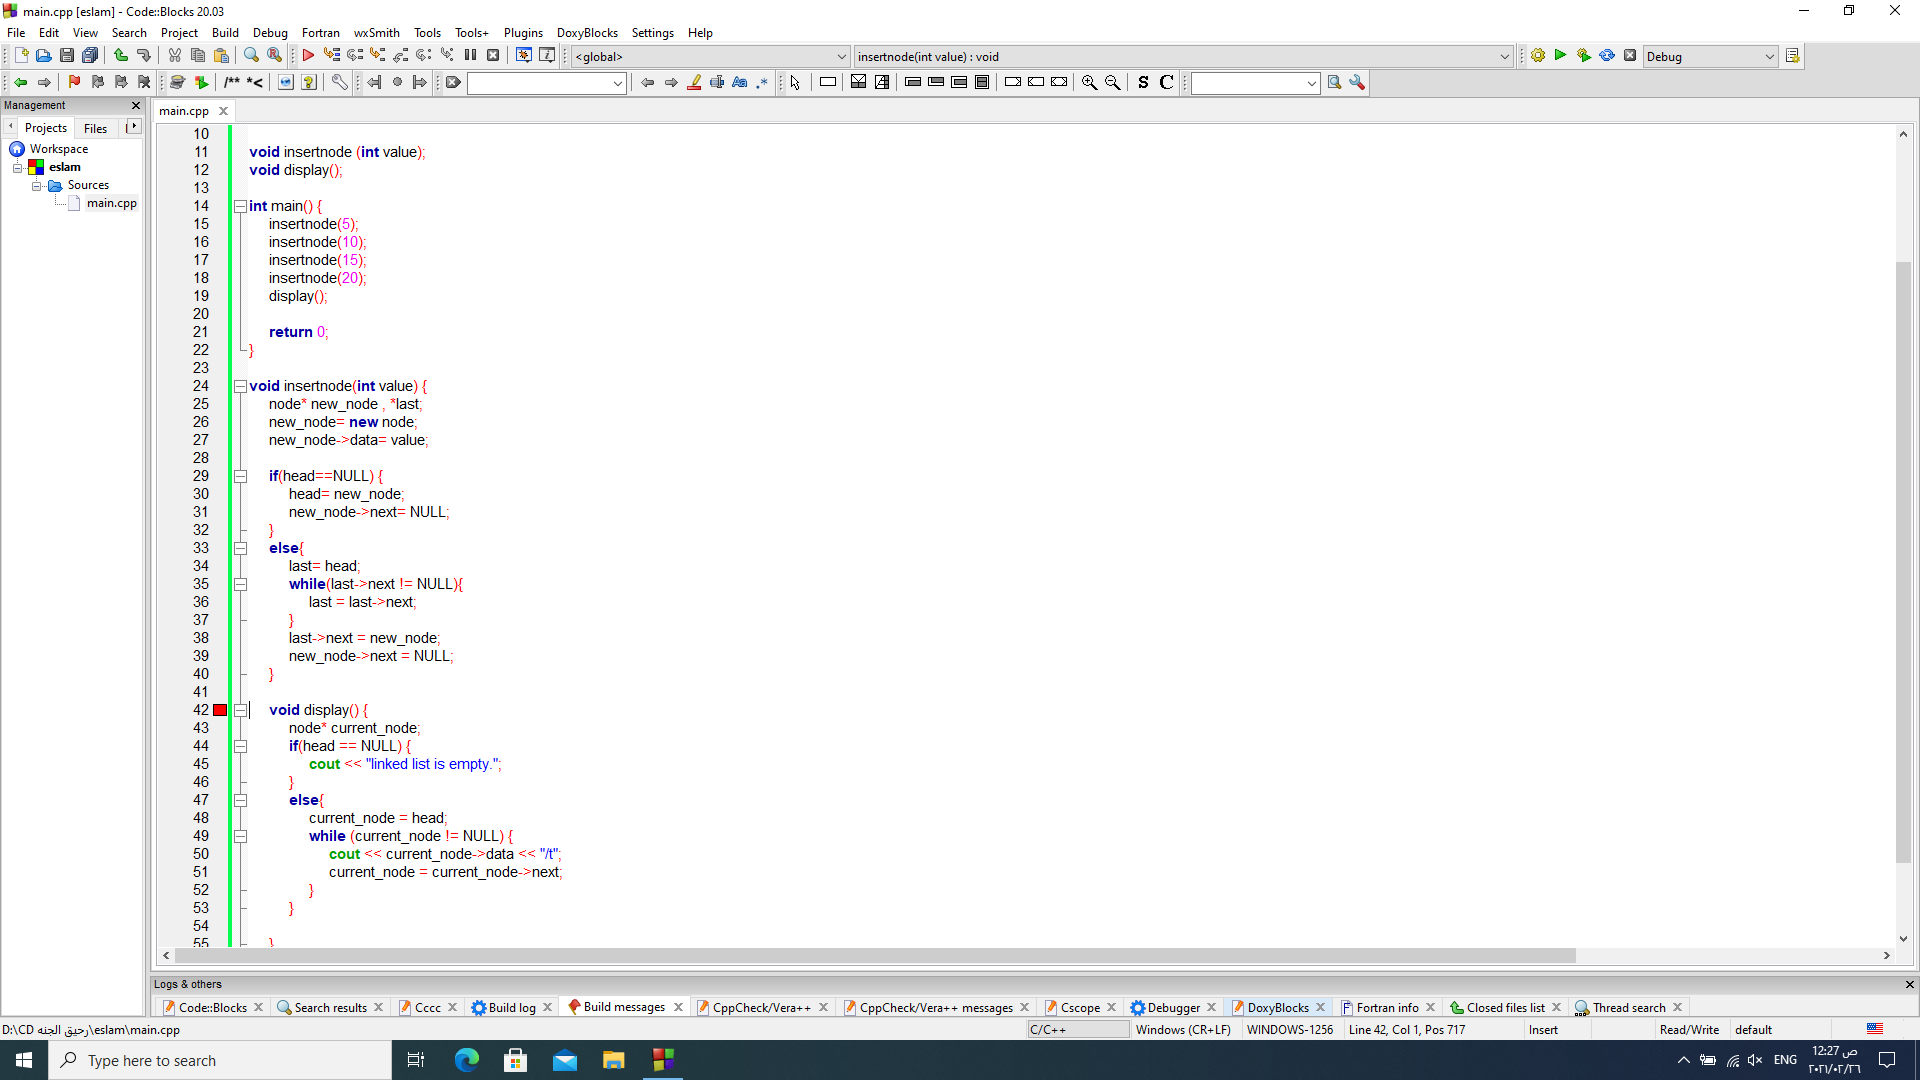 main.cpp [eslam] - Code::Blocks 20.03
File Edit View Search Project Build Debug Fortran wxSmith Tools Tools+ Plugins DoxyBlocks Settings Help
<global>
insertnode(int value) : void
Debug
/** *<
Aa .*
S C
Management
main.cpp
Projects Files
Workspace
eslam
Sources
main.cpp
10
11 void insertnode (int value);
12 void display();
13
14 int main() {
15 insertnode(5);
16 insertnode(10);
17 insertnode(15);
18 insertnode(20);
19 display();
20
21 return 0;
22 }
23
24 void insertnode(int value) {
25 node* new_node , *last;
26 new_node= new node;
27 new_node->data= value;
28
29 if(head==NULL) {
30 head= new_node;
31 new_node->next= NULL;
32 }
33 else{
34 last= head;
35 while(last->next != NULL){
36 last = last->next;
37 }
38 last->next = new_node;
39 new_node->next = NULL;
40 }
41
42 void display() {
43 node* current_node;
44 if(head == NULL) {
45 cout << "linked list is empty.";
46 }
47 else{
48 current_node = head;
49 while (current_node != NULL) {
50 cout << current_node->data << "/t";
51 current_node = current_node->next;
52 }
53 }
54
55 }
Logs & others
Code::Blocks Search results Cccc Build log Build messages CppCheck/Vera++ CppCheck/Vera++ messages Cscope Debugger DoxyBlocks Fortran info Closed files list Thread search
D:\CD رحيق الجنه\eslam\main.cpp
C/C++ Windows (CR+LF) WINDOWS-1256 Line 42, Col 1, Pos 717 Insert Read/Write default
Type here to search
ENG
12:27 ص
٢٠٢١/٠٢/٢٦